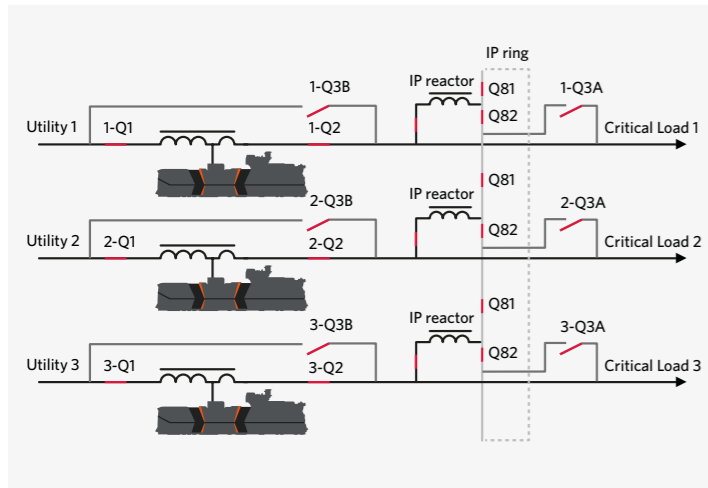 IP ring
1-Q3B
IP reactor
Q81
1-Q3A
Q82
Utility 1
1-Q1
1-Q2
Critical Load 1
Q81
2-Q3B
IP reactor
2-Q3A
Q82
Utility 2
2-Q1
2-Q2
Critical Load 2
Q81
3-Q3B
IP reactor
3-Q3A
Q82
Utility 3
3-Q1
3-Q2
Critical Load 3